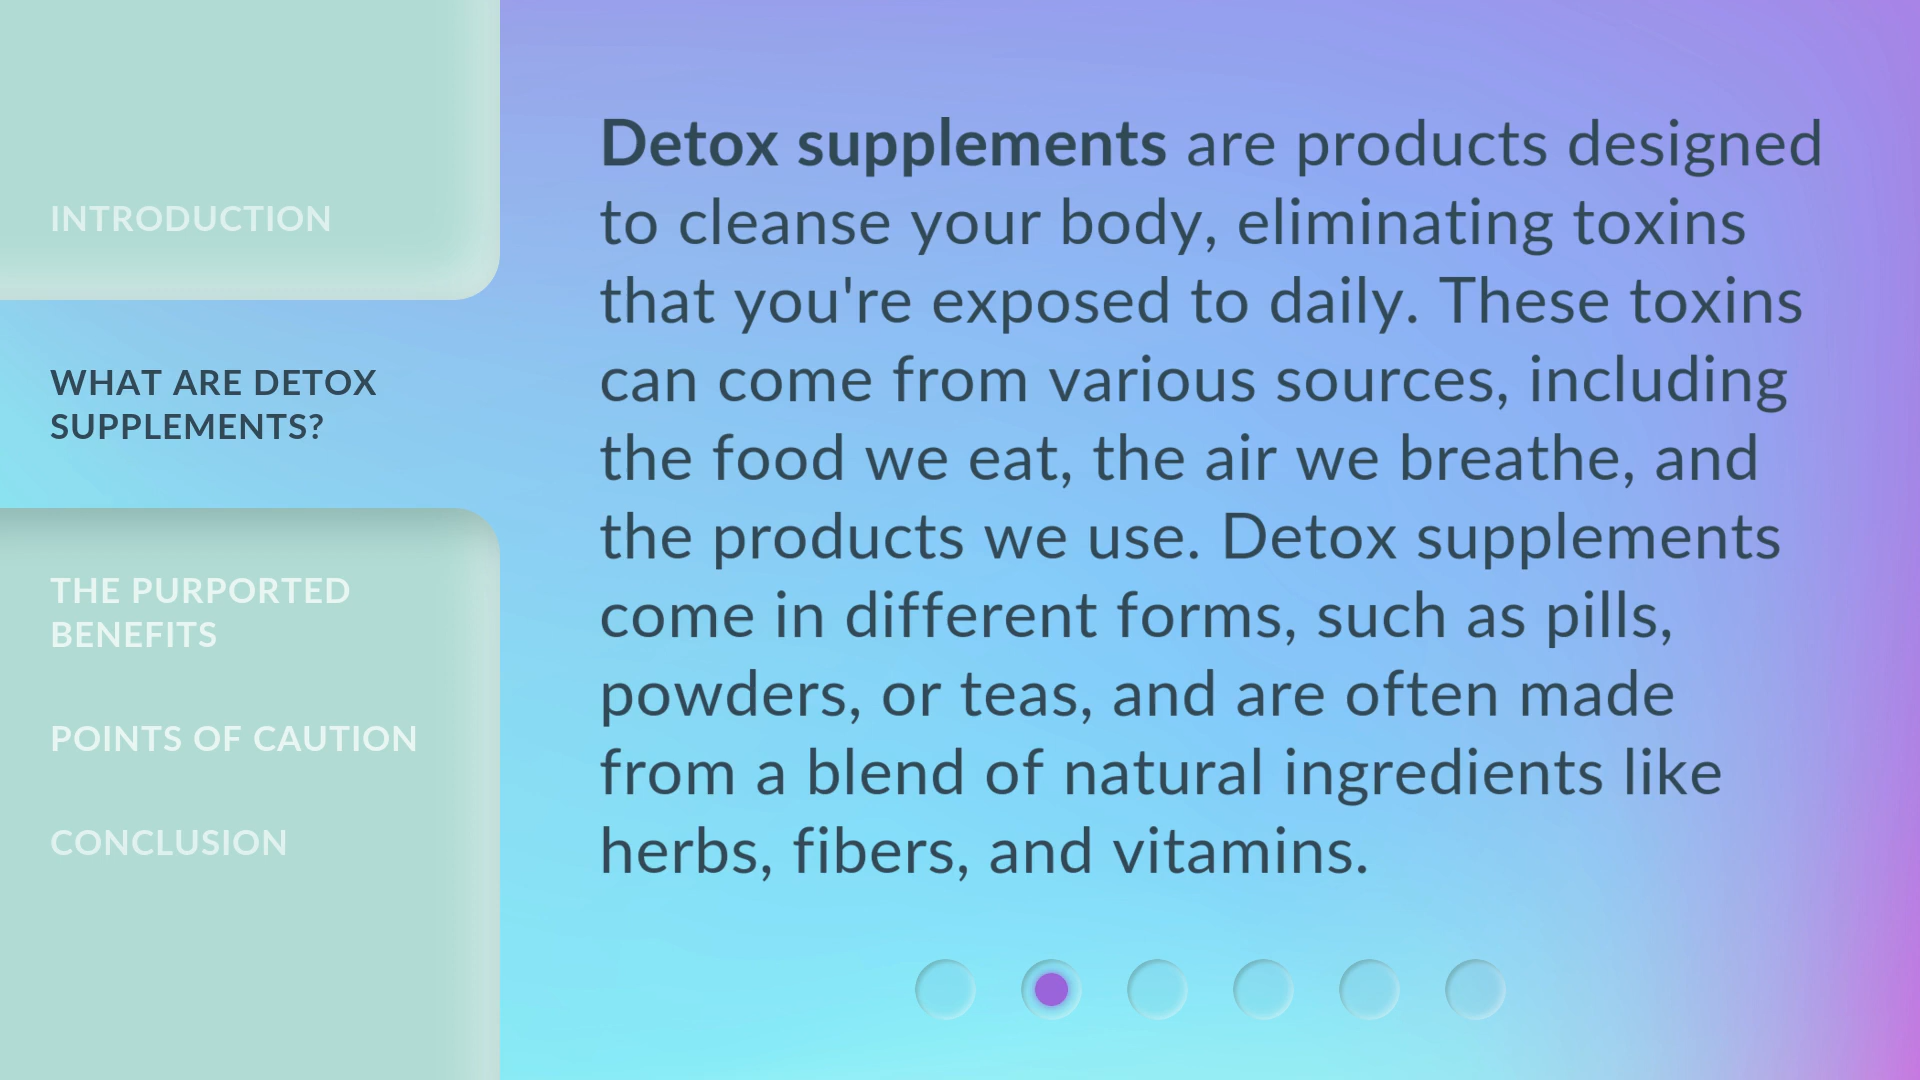 INTRODUCTION
WHAT ARE DETOX
SUPPLEMENTS?
THE PURPORTED
BENEFITS
POINTS OF CAUTION
CONCLUSION
Detox supplements are products designed
to cleanse your body, eliminating toxins
that you're exposed to daily. These toxins
can come from various sources, including
the food we eat, the air we breathe, and
the products we use. Detox supplements
come in different forms, such as pills,
powders, or teas, and are often made
from a blend of natural ingredients like
herbs, fibers, and vitamins.